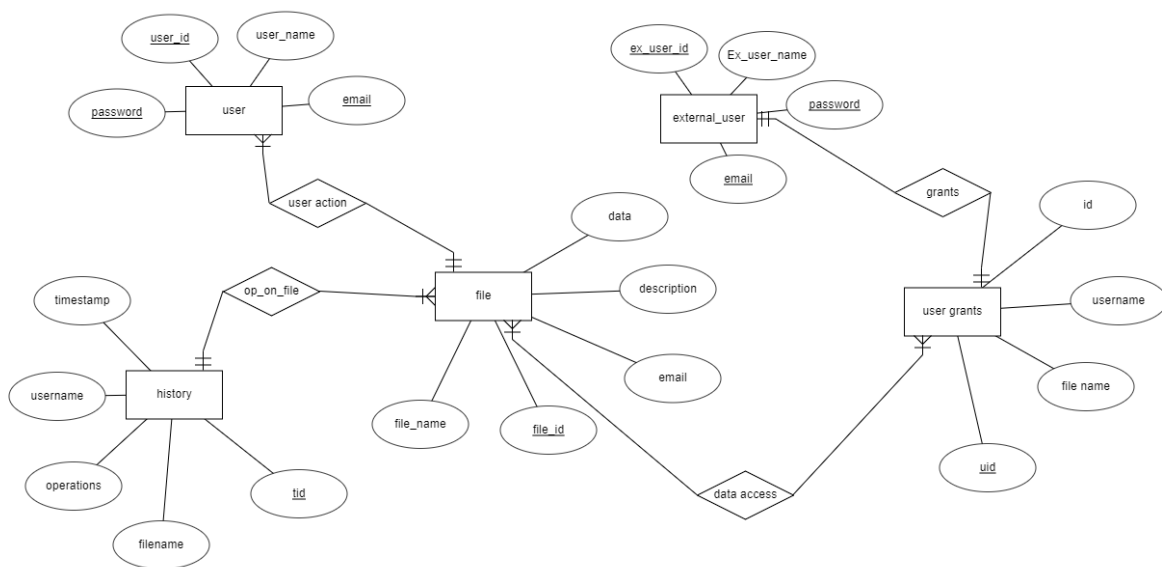 user_id
user_name
password
user
email
ex_user_id
Ex_user_name
external_user
password
email
user action
grants
data
id
op_on_file
file
description
user grants
username
timestamp
history
username
email
file name
file_name
file_id
operations
tid
uid
data access
filename